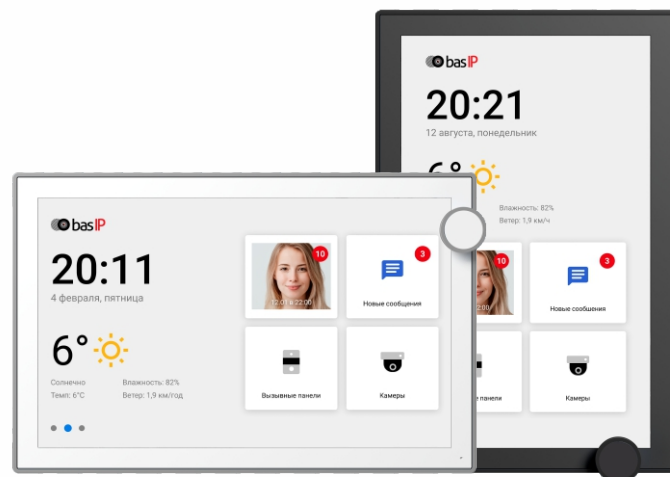 bas IP
20:21
12 августа, понедельник
6°
Влажность: 82%
Ветер: 1,9 км/ч
10
3
Новые сообщения
панели
Камеры
bas IP
20:11
4 февраля, пятница
6°
Солнечно
Влажность: 82%
Темп: 6°C
Ветер: 1,9 км/год
10
12.01 в 22:00
3
Новые сообщения
Вызывные панели
Камеры